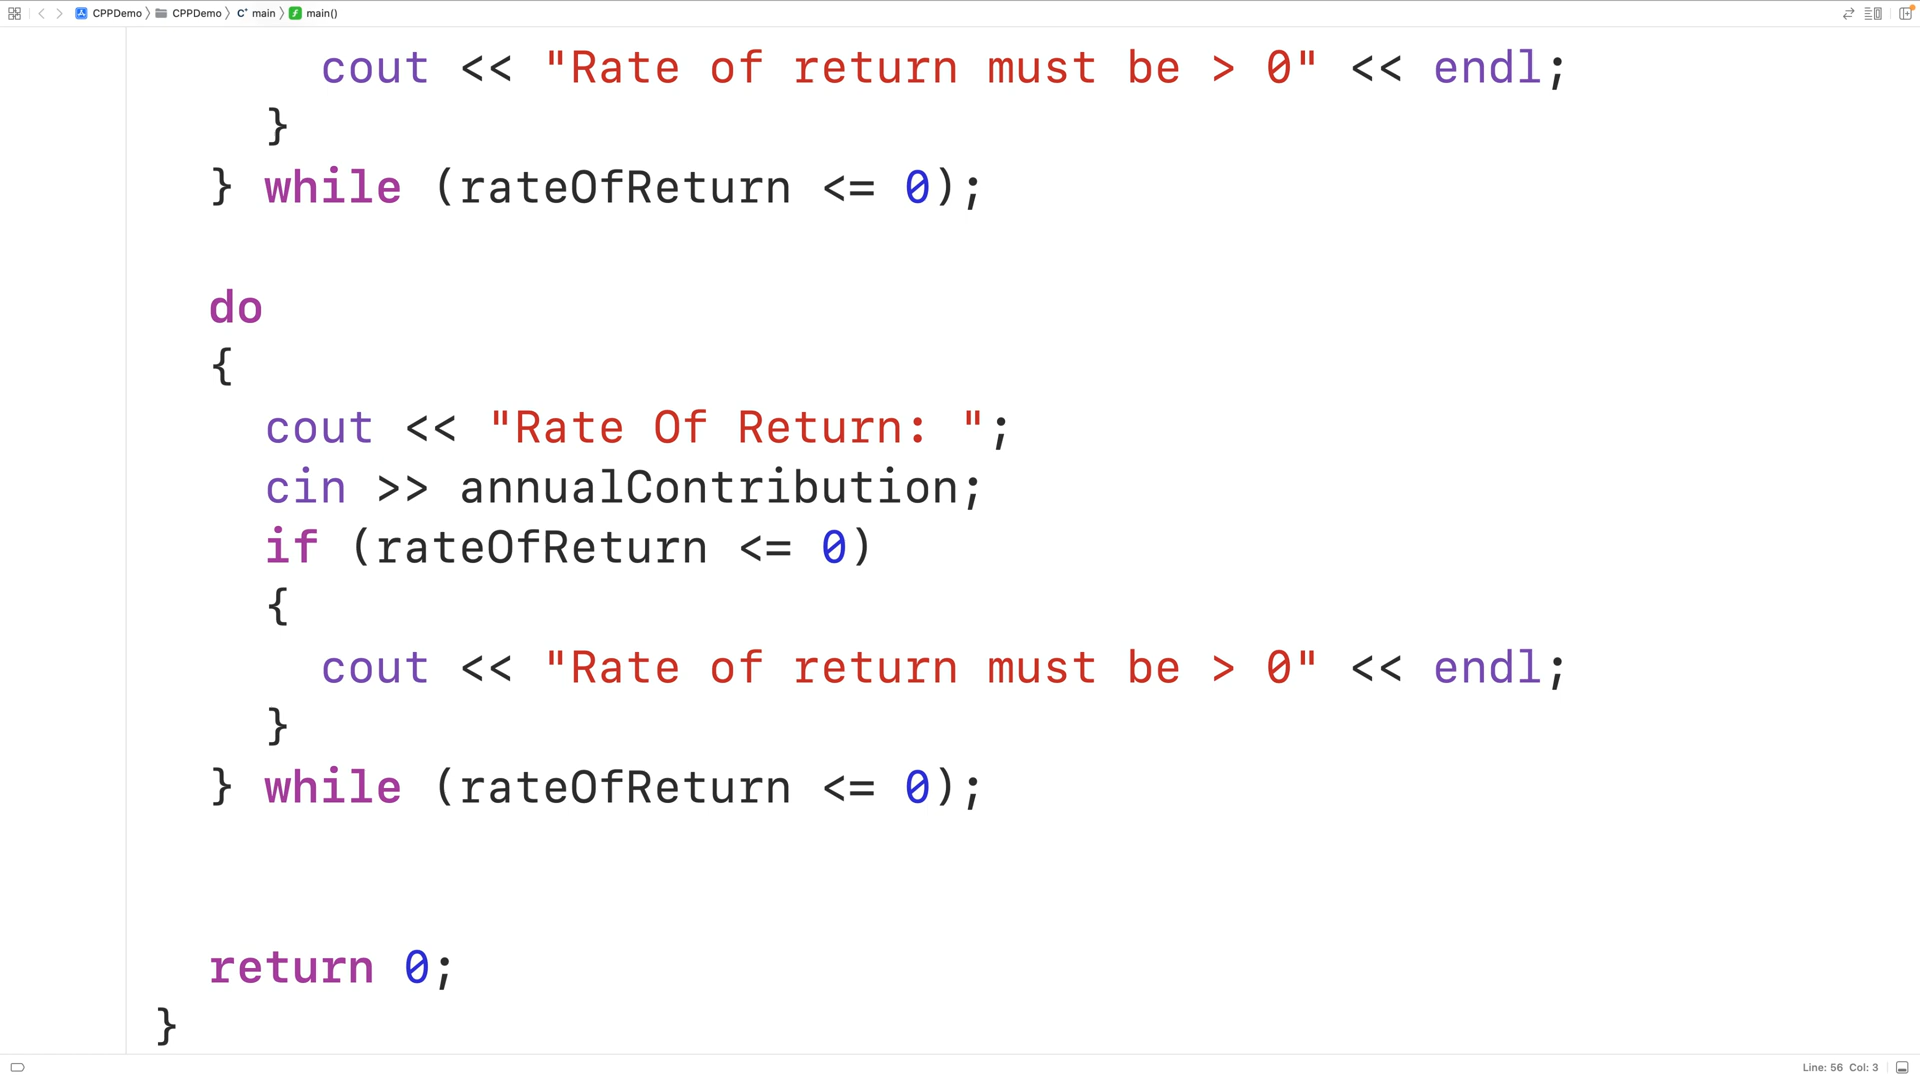 CPPDemo CPPDemo C+ main f main()
cout << "Rate of return must be > 0" << endl;
}
} while (rateOfReturn <= 0);
do
{
cout << "Rate Of Return: ";
cin >> annualContribution;
if (rateOfReturn <= 0)
{
cout << "Rate of return must be > 0" << endl;
}
} while (rateOfReturn <= 0);
return 0;
}
Line: 56 Col: 3